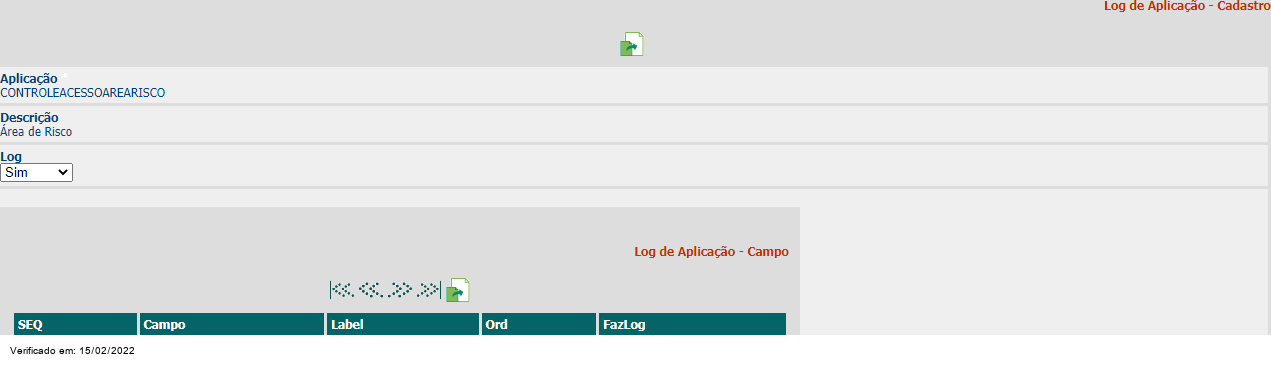 Log de Aplicação - Cadastro
Aplicação *
CONTROLEACESSOAREARISCO
Descrição
Área de Risco
Log
Sim
Log de Aplicação - Campo
SEQ Campo Label Ord FazLog
Verificado em: 15/02/2022